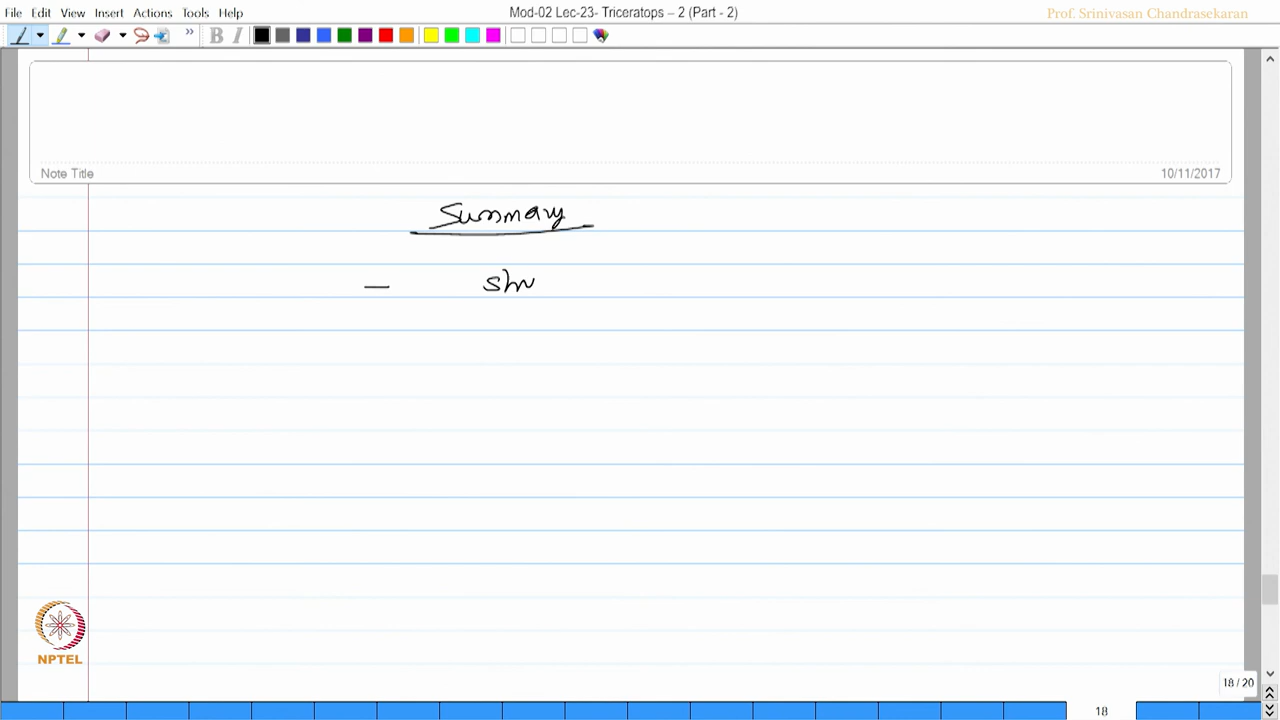 Mod-02 Lec-23- Triceratops – 2 (Part - 2)
Prof. Srinivasan Chandrasekaran
File Edit View Insert Actions Tools Help
B I
Note Title
10/11/2017
Summary
—
NPTEL
18 / 20
18